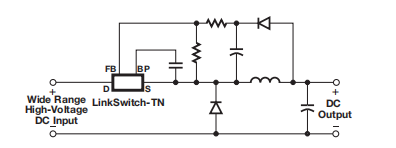 FB
BP
D
S
LinkSwitch-TN
+
Wide Range
High-Voltage
DC Input
−
+
DC
Output
−